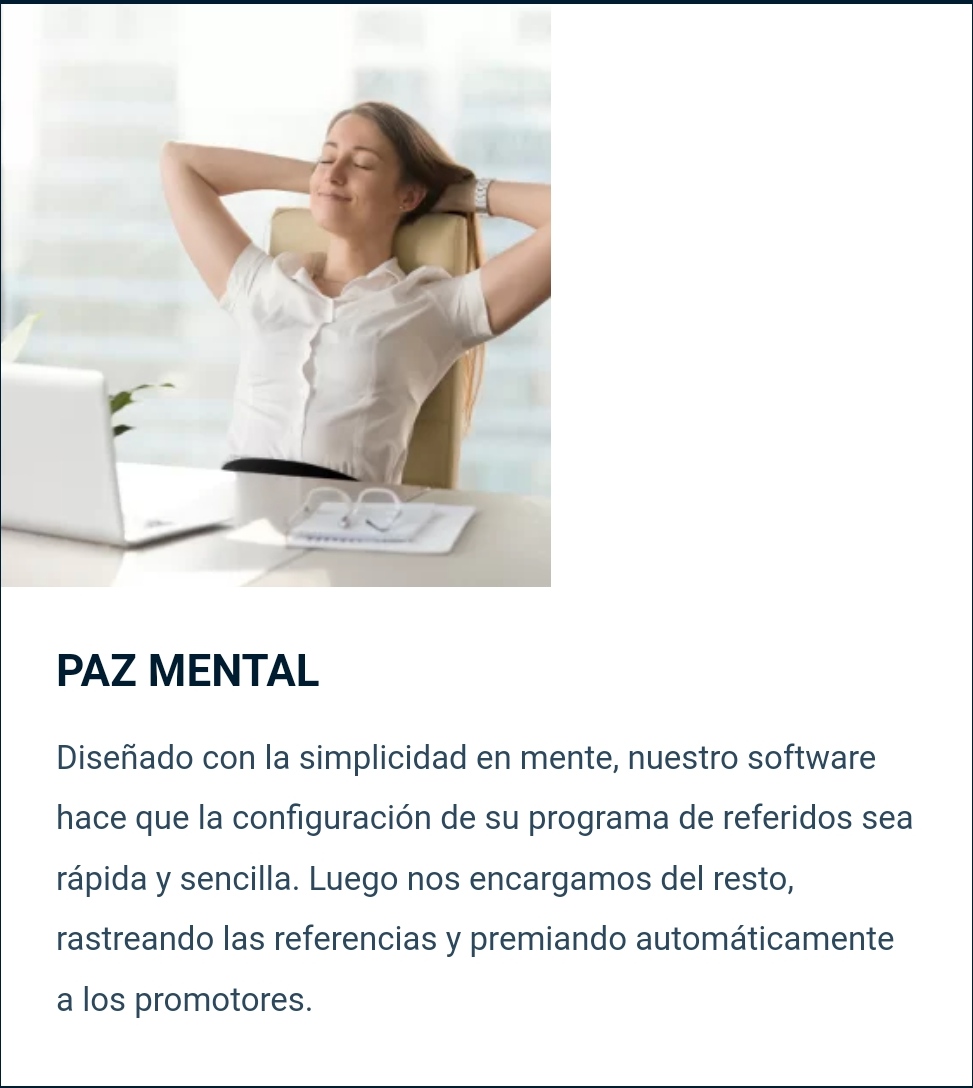 PAZ MENTAL
Diseñado con la simplicidad en mente, nuestro software
hace que la configuración de su programa de referidos sea
rápida y sencilla. Luego nos encargamos del resto,
rastreando las referencias y premiando automáticamente
a los promotores.